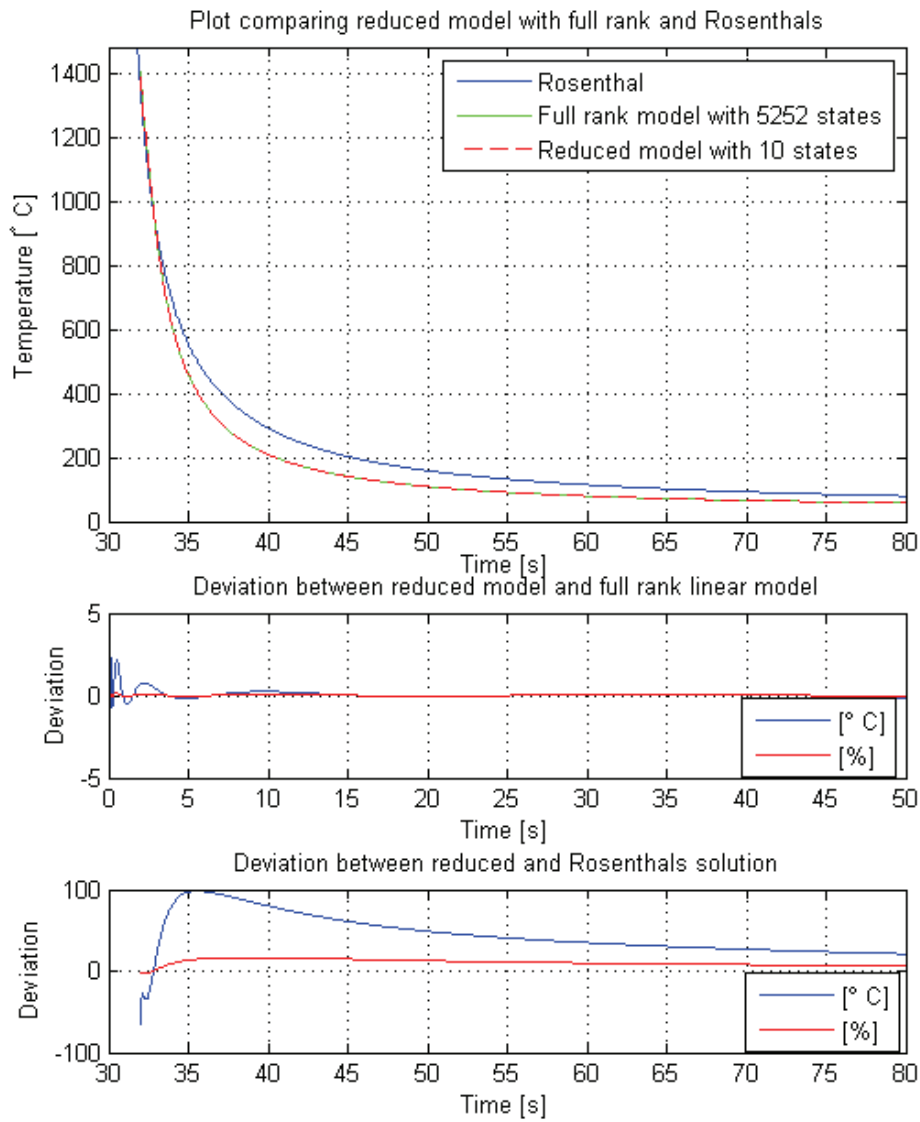 Plot comparing reduced model with full rank and Rosenthals
1400
1200
1000
800
600
400
200
0
Temperature [° C]
Rosenthal
Full rank model with 5252 states
Reduced model with 10 states
30 35 40 45 50 55 60 65 70 75 80
Time [s]
Deviation between reduced model and full rank linear model
5
0
-5
Deviation
[° C]
[%]
0 5 10 15 20 25 30 35 40 45 50
Time [s]
Deviation between reduced and Rosenthals solution
100
0
-100
Deviation
[° C]
[%]
30 35 40 45 50 55 60 65 70 75 80
Time [s]